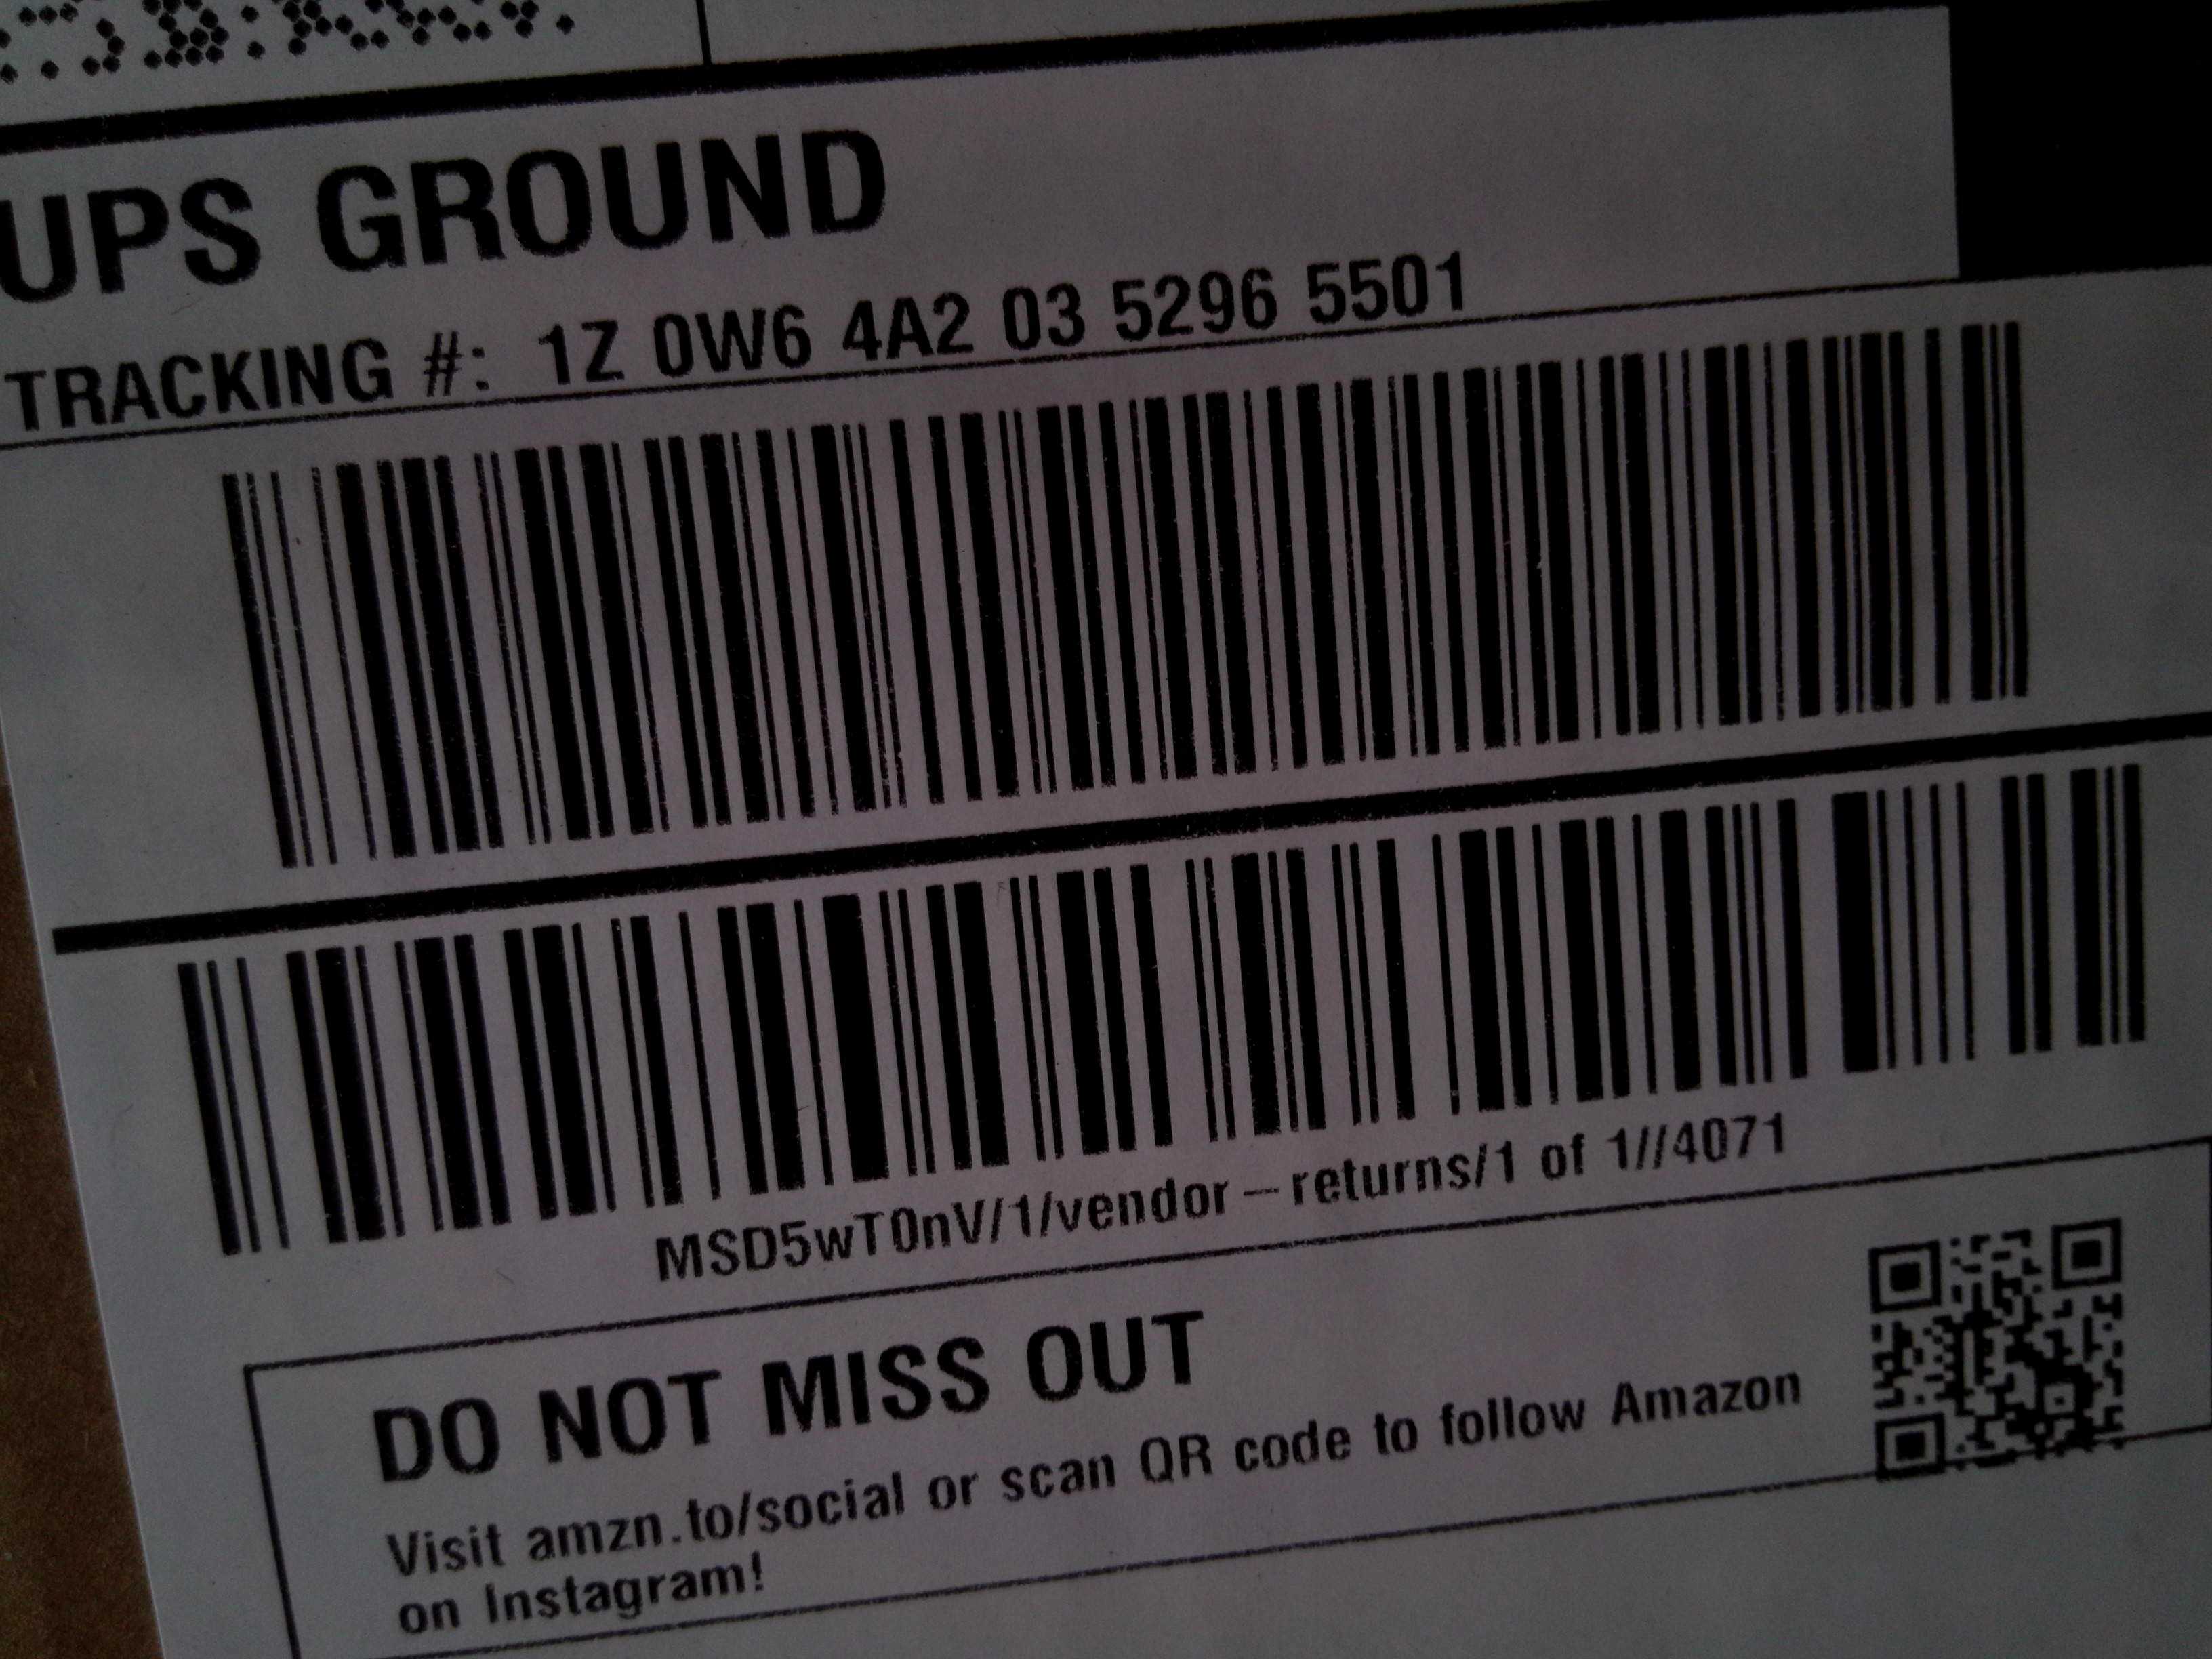 UPS GROUND
TRACKING #: 1Z 0W6 4A2 03 5296 5501
MSD5wT0nV/1/vendor-returns/1 of 1//4071
DO NOT MISS OUT
Visit amzn.to/social or scan QR code to follow Amazon
on Instagram!